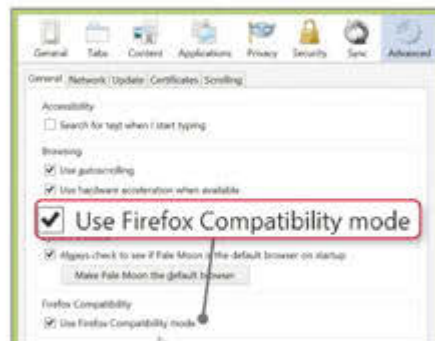 General Tabs Content Applications Privacy Security Sync Advanced
General Network Update Certificates Scrolling
Accessibility
Search for text when I start typing
Browsing
Use autoscrolling
Use hardware acceleration when available
Use Firefox Compatibility mode
Always check to see if Pale Moon is the default browser on startup
Make Pale Moon the default browser
Firefox Compatibility
Use Firefox Compatibility mode